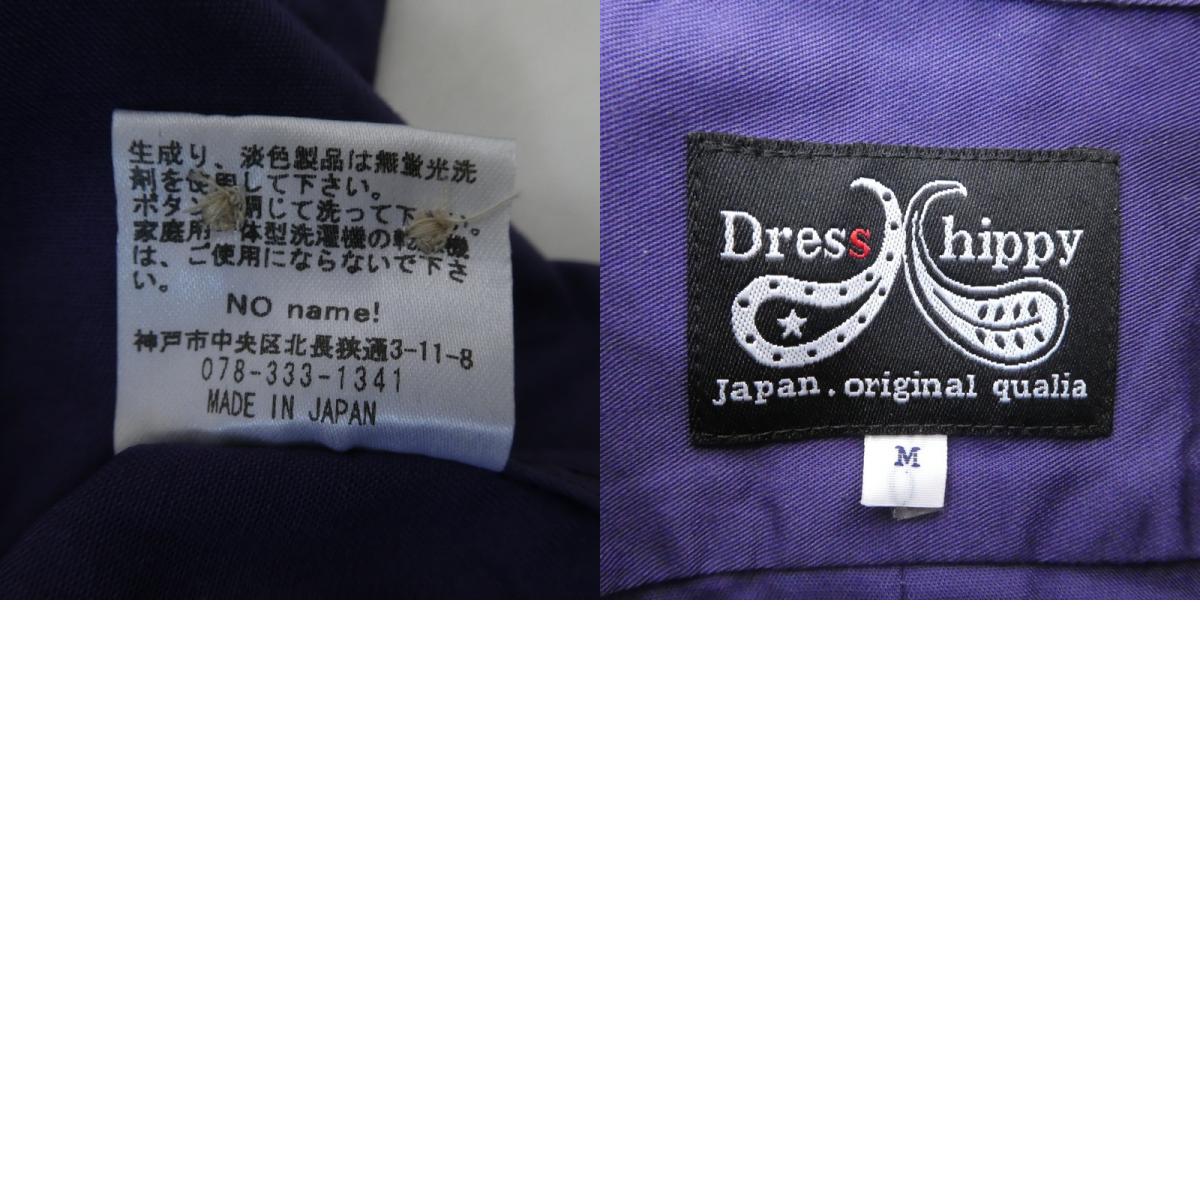 生成り、淡色製品は無蛍光洗
剤を使用して下さい。
ボタン 閉じて洗って下さい。
家庭用 体型洗濯機の乾燥機
は、ご使用にならないで下さ
い。
NO name!
神戸市中央区北長狭通3-11-8
078-333-1341
MADE IN JAPAN
Dress hippy
Japan.original qualia
M